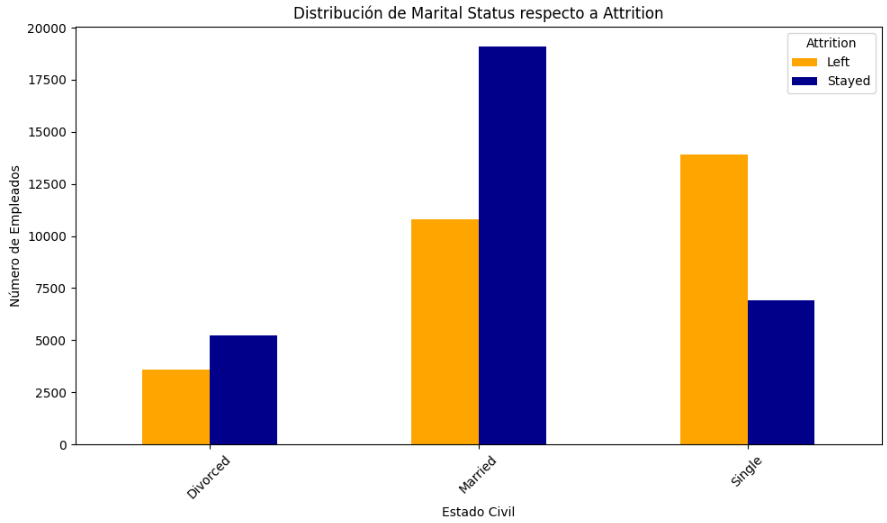 Distribución de Marital Status respecto a Attrition
Attrition
Left
Stayed
Número de Empleados
20000
17500
15000
12500
10000
7500
5000
2500
0
Divorced
Married
Single
Estado Civil